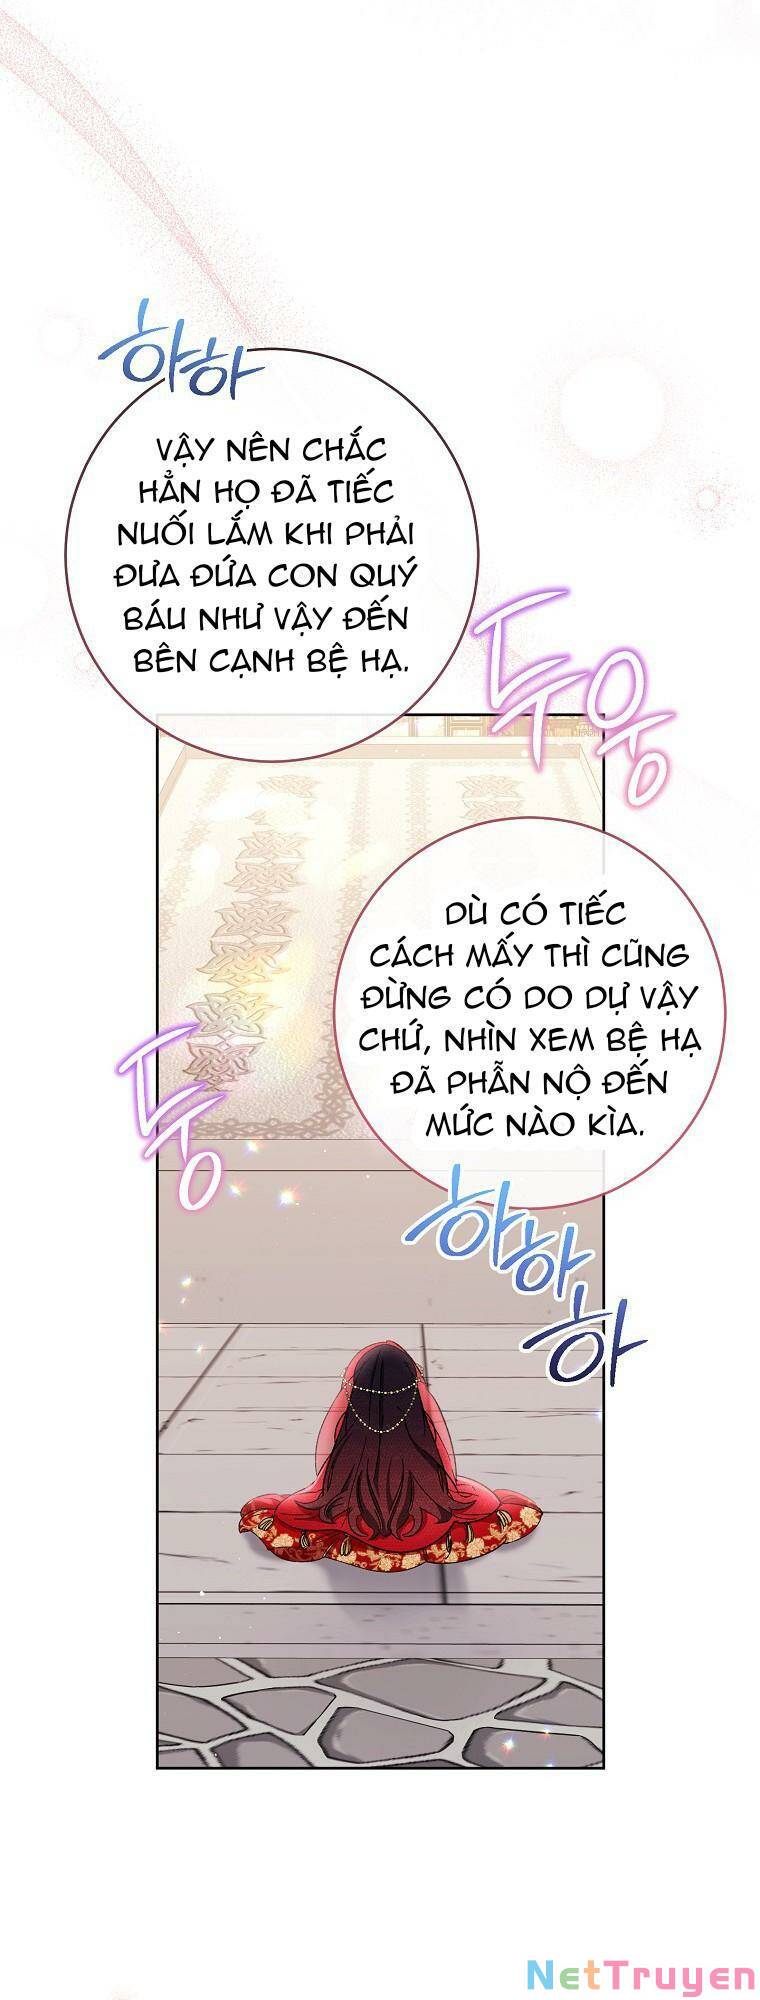 하하
VẬY NÊN CHẮC
HẲN HỌ ĐÃ TIẾC
NUỐI LẮM KHI PHẢI
ĐƯA ĐỨA CON QUÝ
BÁU NHƯ VẬY ĐẾN
BÊN CẠNH BỆ HẠ.
두웅
DÙ CÓ TIẾC
CÁCH MẤY THÌ CŨNG
ĐỪNG CÓ DO DỰ VẬY
CHỨ, NHÌN XEM BỆ HẠ
ĐÃ PHẪN NỘ ĐẾN
MỨC NÀO KÌA.
둥
하하하
NetTruyen